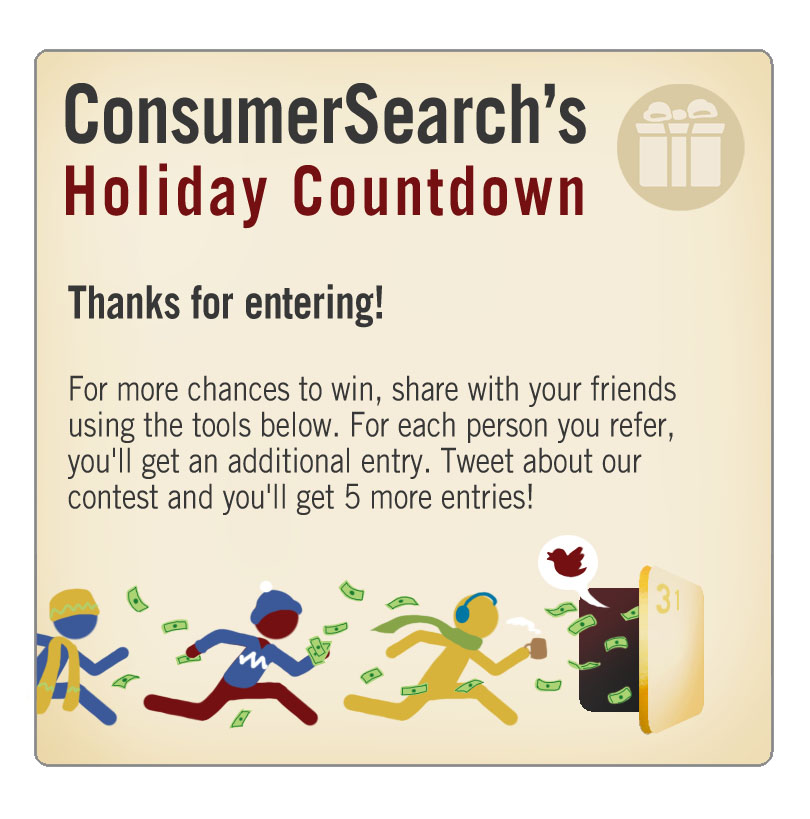 ConsumerSearch's
Holiday Countdown
Thanks for entering!
For more chances to win, share with your friends
using the tools below. For each person you refer,
you'll get an additional entry. Tweet about our
contest and you'll get 5 more entries!
31